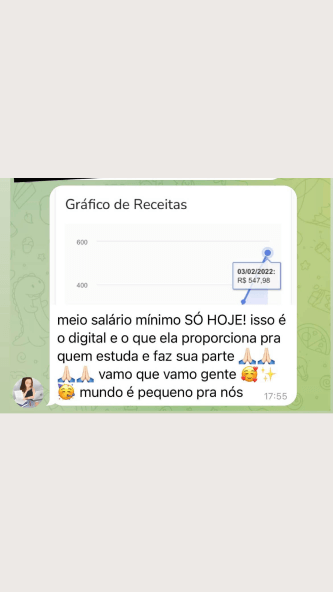 Gráfico de Receitas
600
03/02/2022:
R$ 547,98
400
meio salário mínimo SÓ HOJE! isso é
o digital e o que ela proporciona pra
quem estuda e faz sua parte 🙏🏻🙏🏻
🙏🏻🙏🏻 vamo que vamo gente 🥰✨
🥳 mundo é pequeno pra nós
17:55